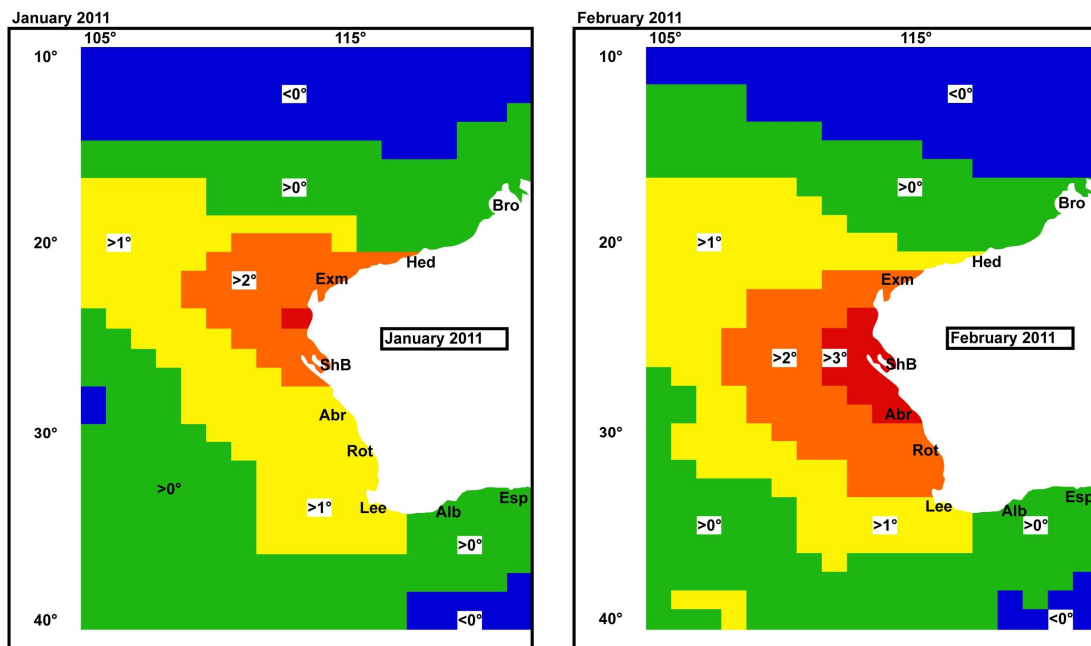 January 2011
105° 115°
10°
<0°
>0°
Bro
20°
>1°
Hed
>2°
Exm
January 2011
ShB
Abr
30°
Rot
>0°
>1°
Lee
Alb
Esp
>0°
40°
<0°
February 2011
105° 115°
10°
<0°
>0°
Bro
20°
>1°
Hed
Exm
February 2011
>2°
>3°
ShB
Abr
30°
Rot
Lee
Alb
Esp
>0°
>1°
>0°
40°
<0°